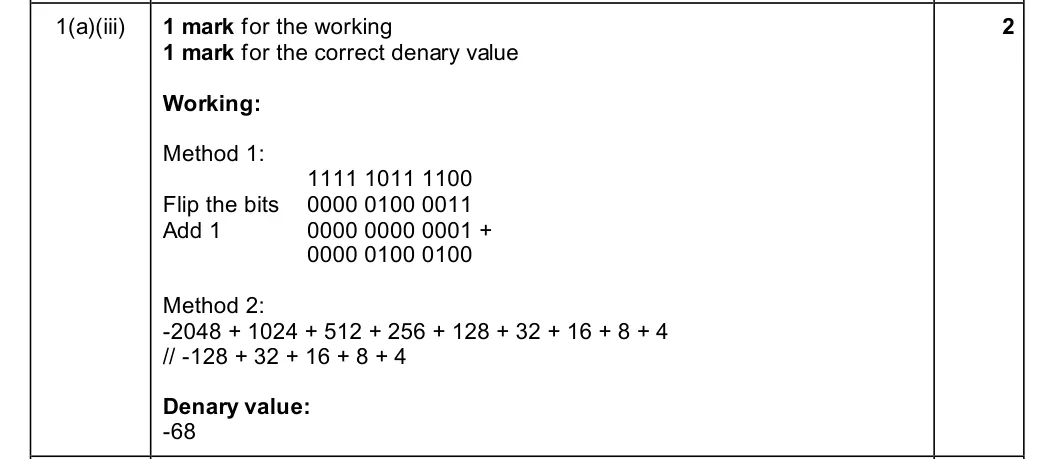 1(a)(iii) 1 mark for the working 2
1 mark for the correct denary value
Working:
Method 1:
1111 1011 1100
Flip the bits 0000 0100 0011
Add 1 0000 0000 0001 +
0000 0100 0100
Method 2:
-2048 + 1024 + 512 + 256 + 128 + 32 + 16 + 8 + 4
// -128 + 32 + 16 + 8 + 4
Denary value:
-68